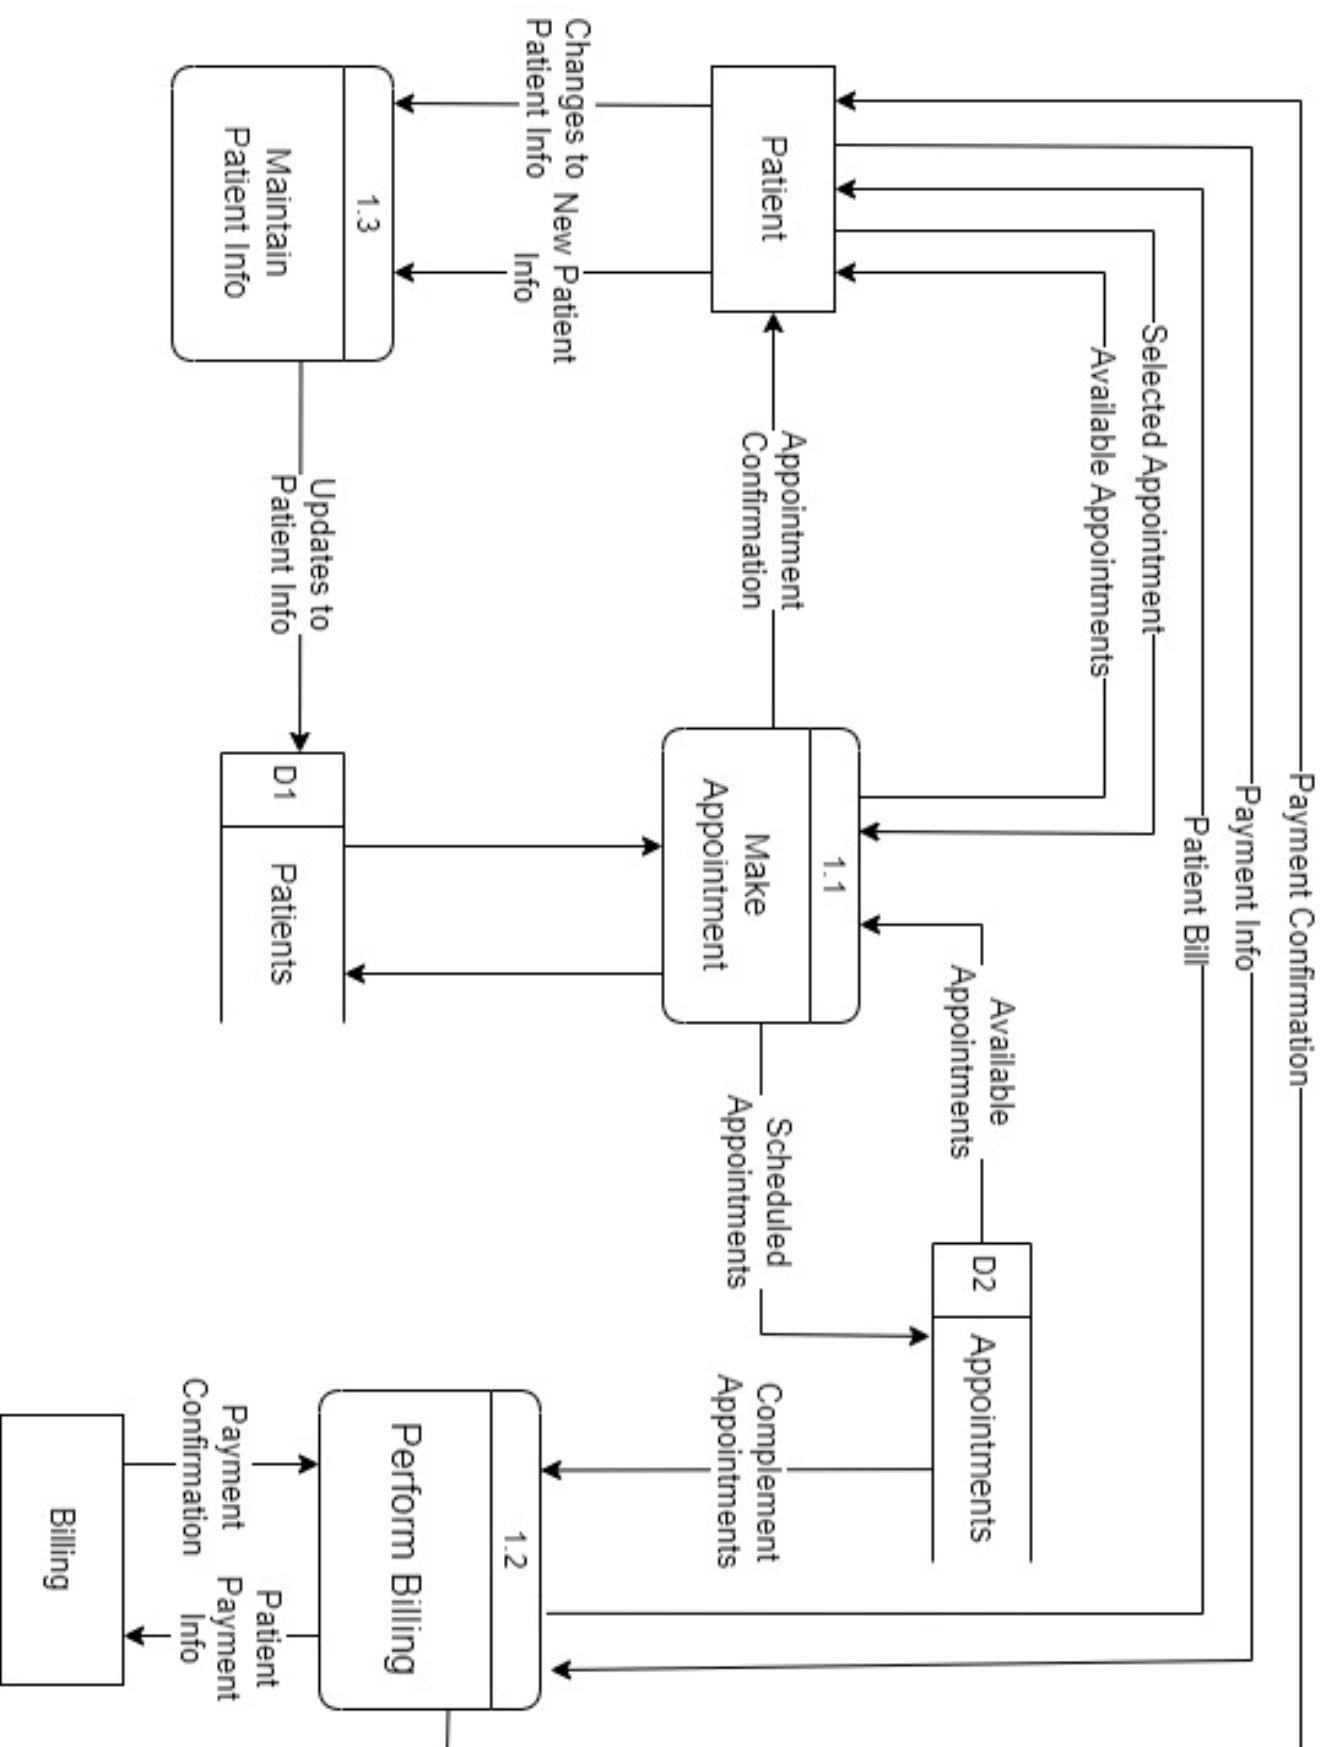 Payment Confirmation
Payment Info
Patient Bill
Selected Appointment
Available Appointments
Patient
Appointment
Confirmation
1.1
Make
Appointment
Available
Appointments
Scheduled
Appointments
D2
Appointments
Changes to
Patient Info
New Patient
Info
1.3
Maintain
Patient Info
Updates to
Patient Info
D1
Patients
Complement
Appointments
1.2
Perform Billing
Payment
Confirmation
Patient
Payment
Info
Billing